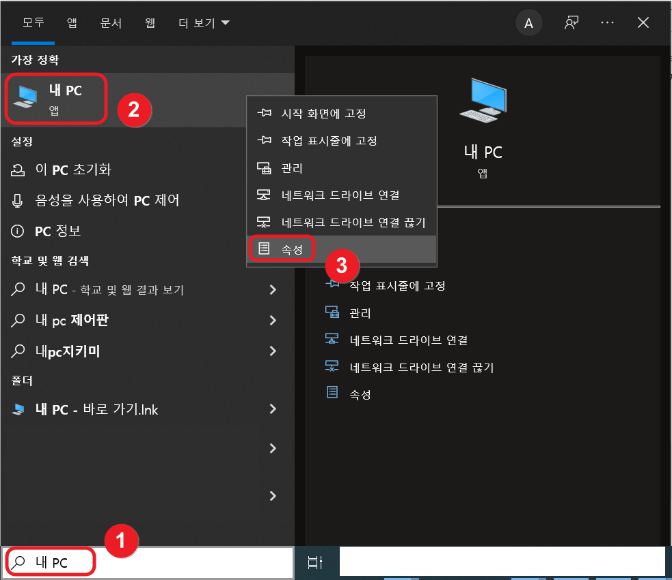 모두 앱 문서 웹 더 보기 A
가장 정확
내 PC
앱
2
설정
이 PC 초기화
음성을 사용하여 PC 제어
PC 정보
학교 및 웹 검색
내 PC - 학교 및 웹 결과 보기
내 pc 제어판
내pc지키미
폴더
내 PC - 바로 가기.lnk
시작 화면에 고정
작업 표시줄에 고정
관리
네트워크 드라이브 연결
네트워크 드라이브 연결 끊기
속성
3
내 PC
앱
작업 표시줄에 고정
관리
네트워크 드라이브 연결
네트워크 드라이브 연결 끊기
속성
1
내 PC